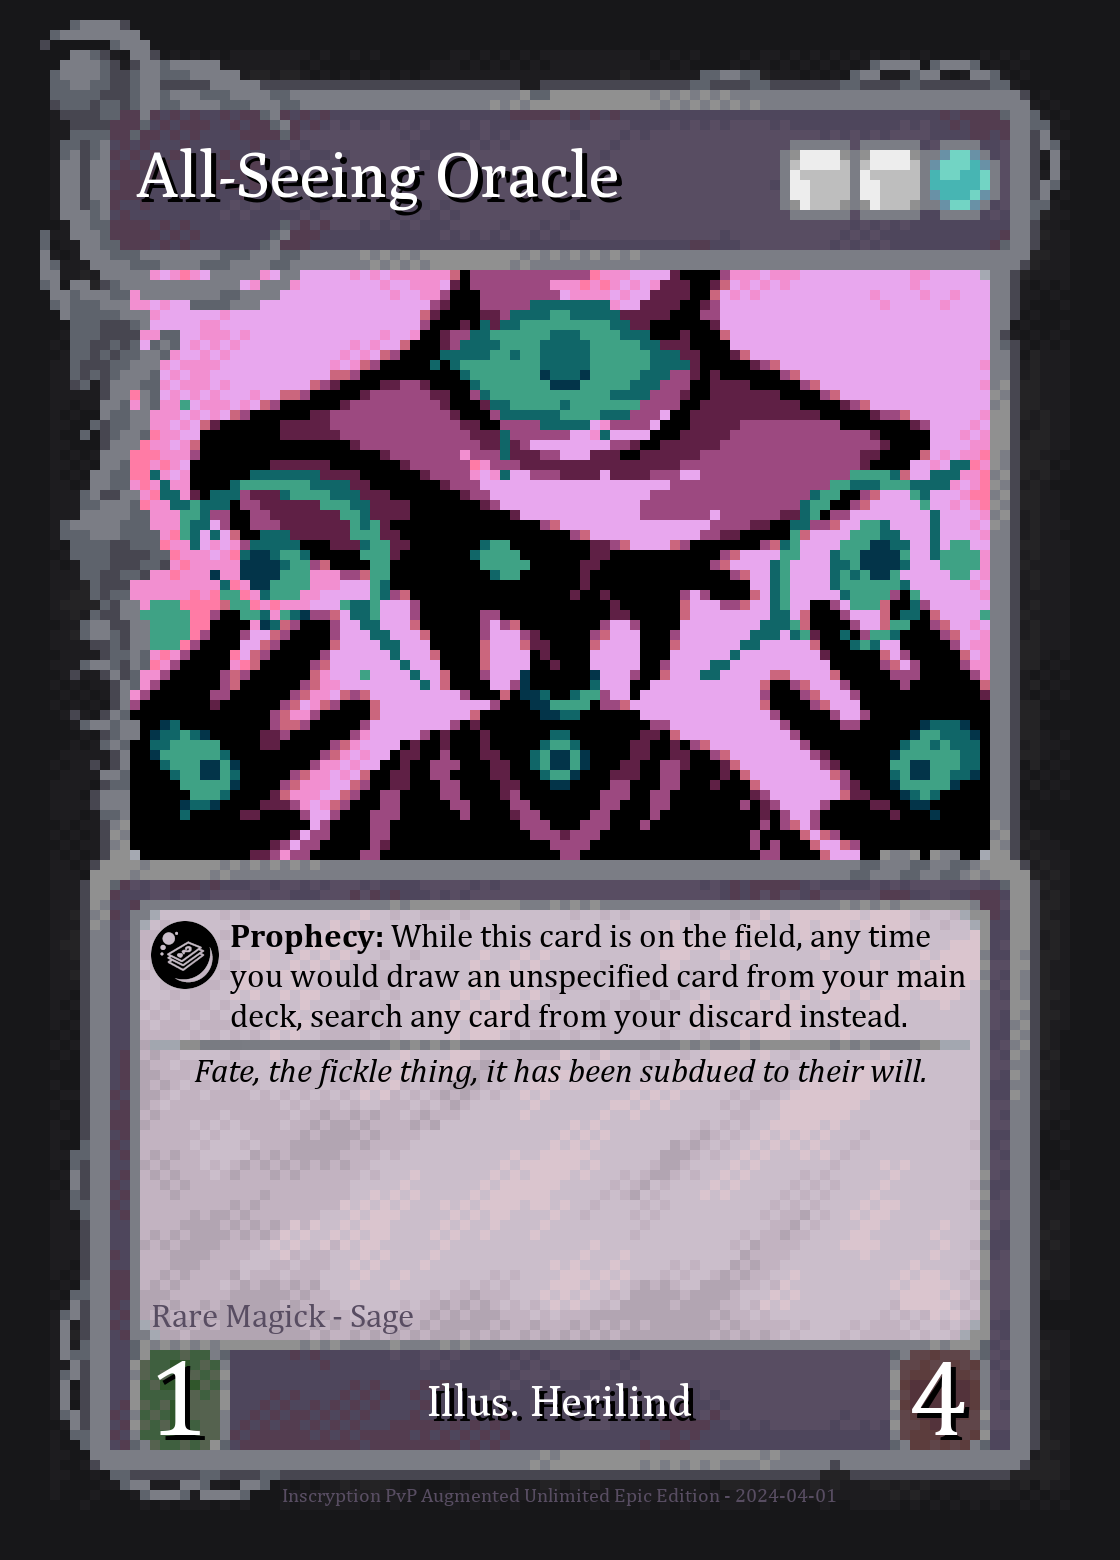 All-Seeing Oracle
Prophecy: While this card is on the field, any time
you would draw an unspecified card from your main
deck, search any card from your discard instead.
Fate, the fickle thing, it has been subdued to their will.
Rare Magick - Sage
1
Illus. Herilind
4
Inscryption PvP Augmented Unlimited Epic Edition - 2024-04-01